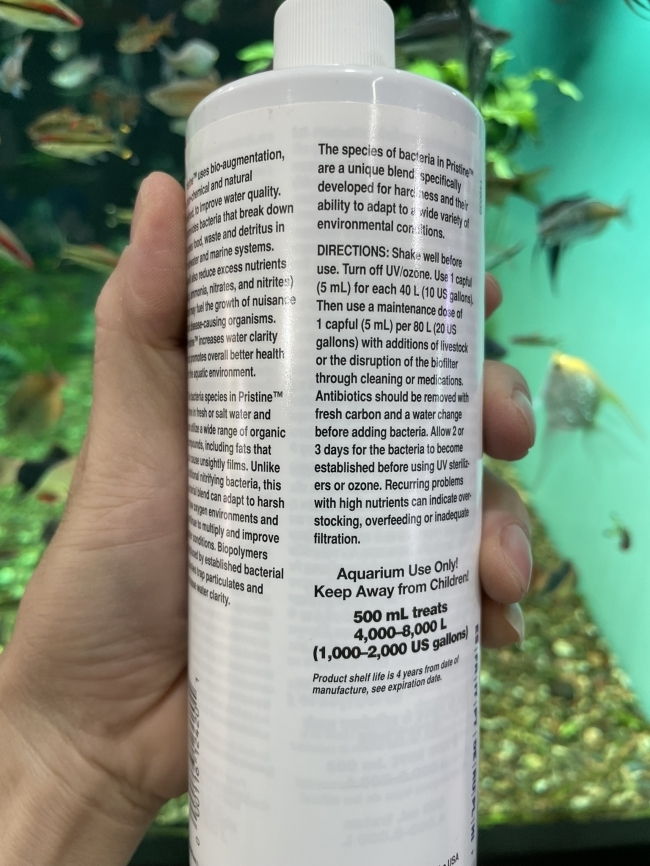 uses bio-augmentation,
and natural
to improve water quality.
bacteria that break down
food, waste and detritus in
and marine systems.
also reduce excess nutrients
nitrates, and nitrites)
may fuel the growth of nuisance
organisms.
increases water clarity
overall better health
environment.
bacteria species in Pristine™
in fresh or salt water and
a wide range of organic
including fats that
unsightly films. Unlike
nitrifying bacteria, this
blend can adapt to harsh
environments and
to multiply and improve
conditions. Biopolymers
by established bacterial
trap particulates and
water clarity.
The species of bacteria in Pristine™
are a unique blend specifically
developed for hardiness and their
ability to adapt to a wide variety of
environmental conditions.
DIRECTIONS: Shake well before
use. Turn off UV/ozone. Use 1 capful
(5 mL) for each 40 L (10 US gallons).
Then use a maintenance dose of
1 capful (5 mL) per 80 L (20 US
gallons) with additions of livestock
or the disruption of the biofilter
through cleaning or medications.
Antibiotics should be removed with
fresh carbon and a water change
before adding bacteria. Allow 2 or
3 days for the bacteria to become
established before using UV steriliz-
ers or ozone. Recurring problems
with high nutrients can indicate over-
stocking, overfeeding or inadequate
filtration.
Aquarium Use Only!
Keep Away from Children!
500 mL treats
4,000–8,000 L
(1,000–2,000 US gallons)
Product shelf life is 4 years from date of
manufacture, see expiration date.
USA